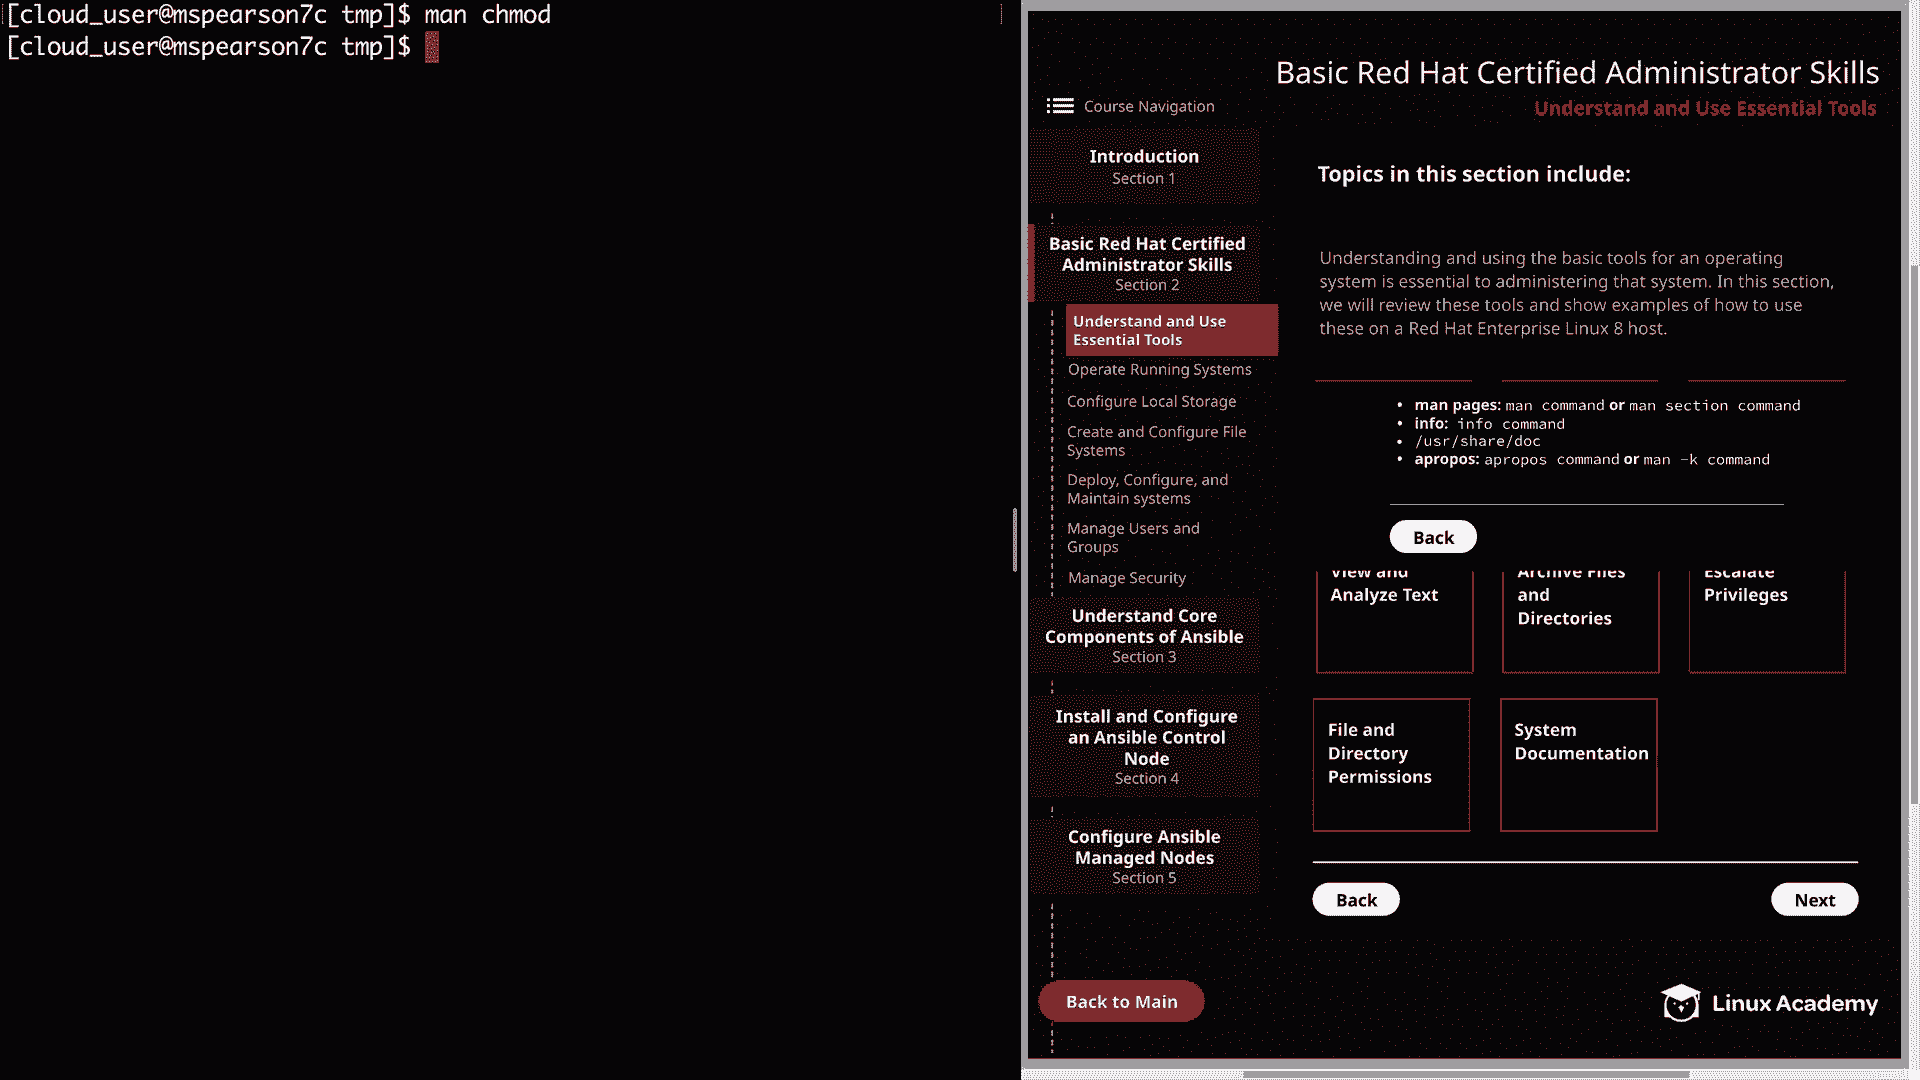 [cloud_user@mspearson7c tmp]$ man chmod
[cloud_user@mspearson7c tmp]$
Basic Red Hat Certified Administrator Skills
Understand and Use Essential Tools
Course Navigation
Introduction
Section 1
Basic Red Hat Certified
Administrator Skills
Section 2
Understand and Use
Essential Tools
Operate Running Systems
Configure Local Storage
Create and Configure File
Systems
Deploy, Configure, and
Maintain systems
Manage Users and
Groups
Manage Security
Understand Core
Components of Ansible
Section 3
Install and Configure
an Ansible Control
Node
Section 4
Configure Ansible
Managed Nodes
Section 5
Back to Main
Topics in this section include:
Understanding and using the basic tools for an operating
system is essential to administering that system. In this section,
we will review these tools and show examples of how to use
these on a Red Hat Enterprise Linux 8 host.
• man pages: man command or man section command
• info: info command
• /usr/share/doc
• apropos: apropos command or man -k command
Back
View and
Analyze Text
Archive Files
and
Directories
Escalate
Privileges
File and
Directory
Permissions
System
Documentation
Back
Next
Linux Academy